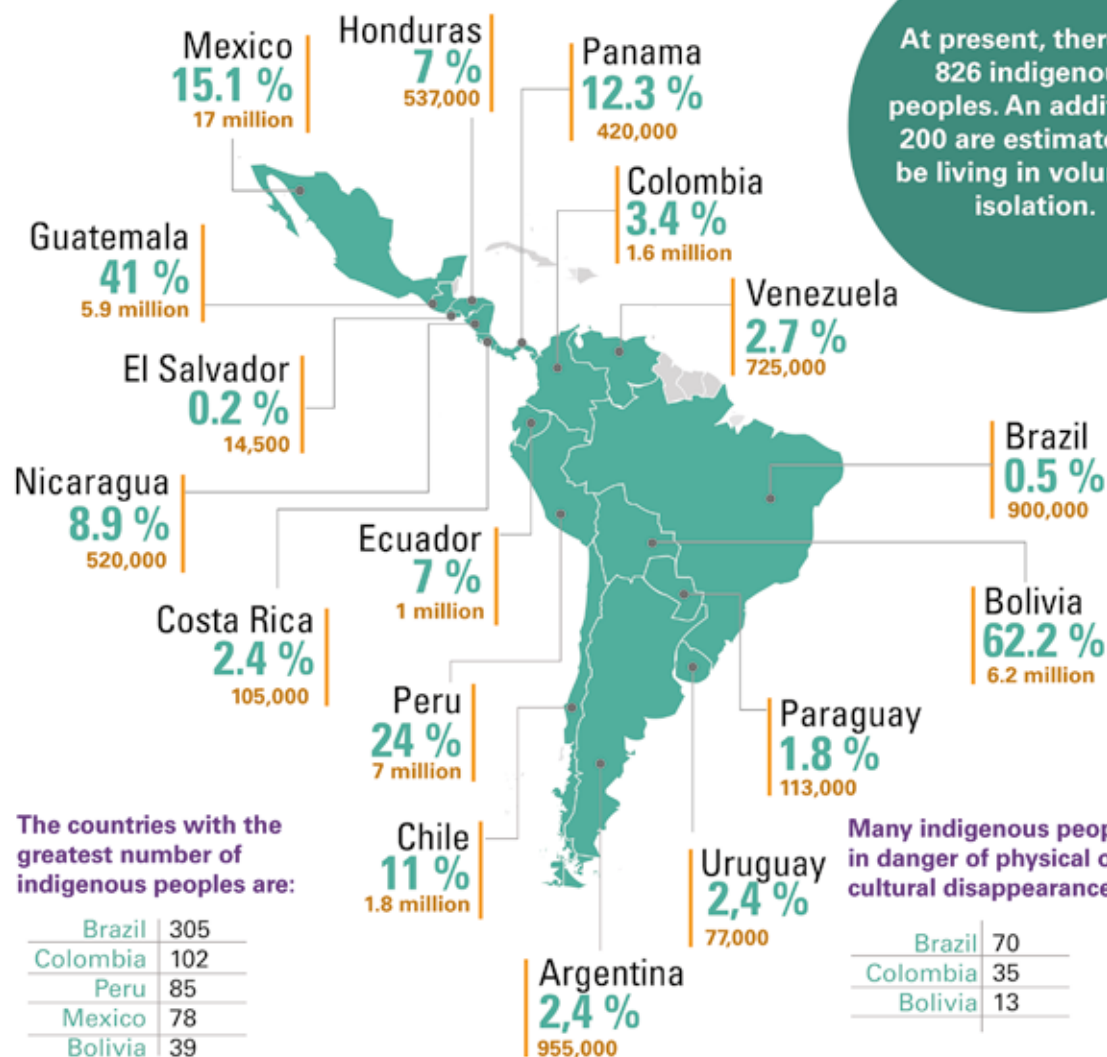 Mexico
15.1 %
17 million
Honduras
7 %
537,000
Panama
12.3 %
420,000
At present, ther
826 indigenou
peoples. An addi
200 are estimate
be living in volu
isolation.
Colombia
3.4 %
1.6 million
Guatemala
41 %
5.9 million
Venezuela
2.7 %
725,000
El Salvador
0.2 %
14,500
Brazil
0.5 %
900,000
Nicaragua
8.9 %
520,000
Ecuador
7 %
1 million
Costa Rica
2.4 %
105,000
Bolivia
62.2 %
6.2 million
Peru
24 %
7 million
Paraguay
1.8 %
113,000
Chile
11 %
1.8 million
Uruguay
2,4 %
77,000
Argentina
2,4 %
955,000
The countries with the
greatest number of
indigenous peoples are:
Brazil 305
Colombia 102
Peru 85
Mexico 78
Bolivia 39
Many indigenous peop
in danger of physical o
cultural disappearance
Brazil 70
Colombia 35
Bolivia 13